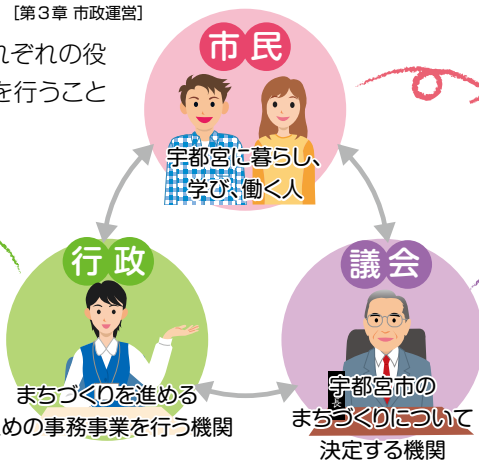 [第3章 市政運営]
れぞれの役
を行うこと
市民
宇都宮に暮らし、
学び、働く人
行政
まちづくりを進める
めの事務事業を行う機関
議会
長
宇都宮市の
まちづくりについて
決定する機関